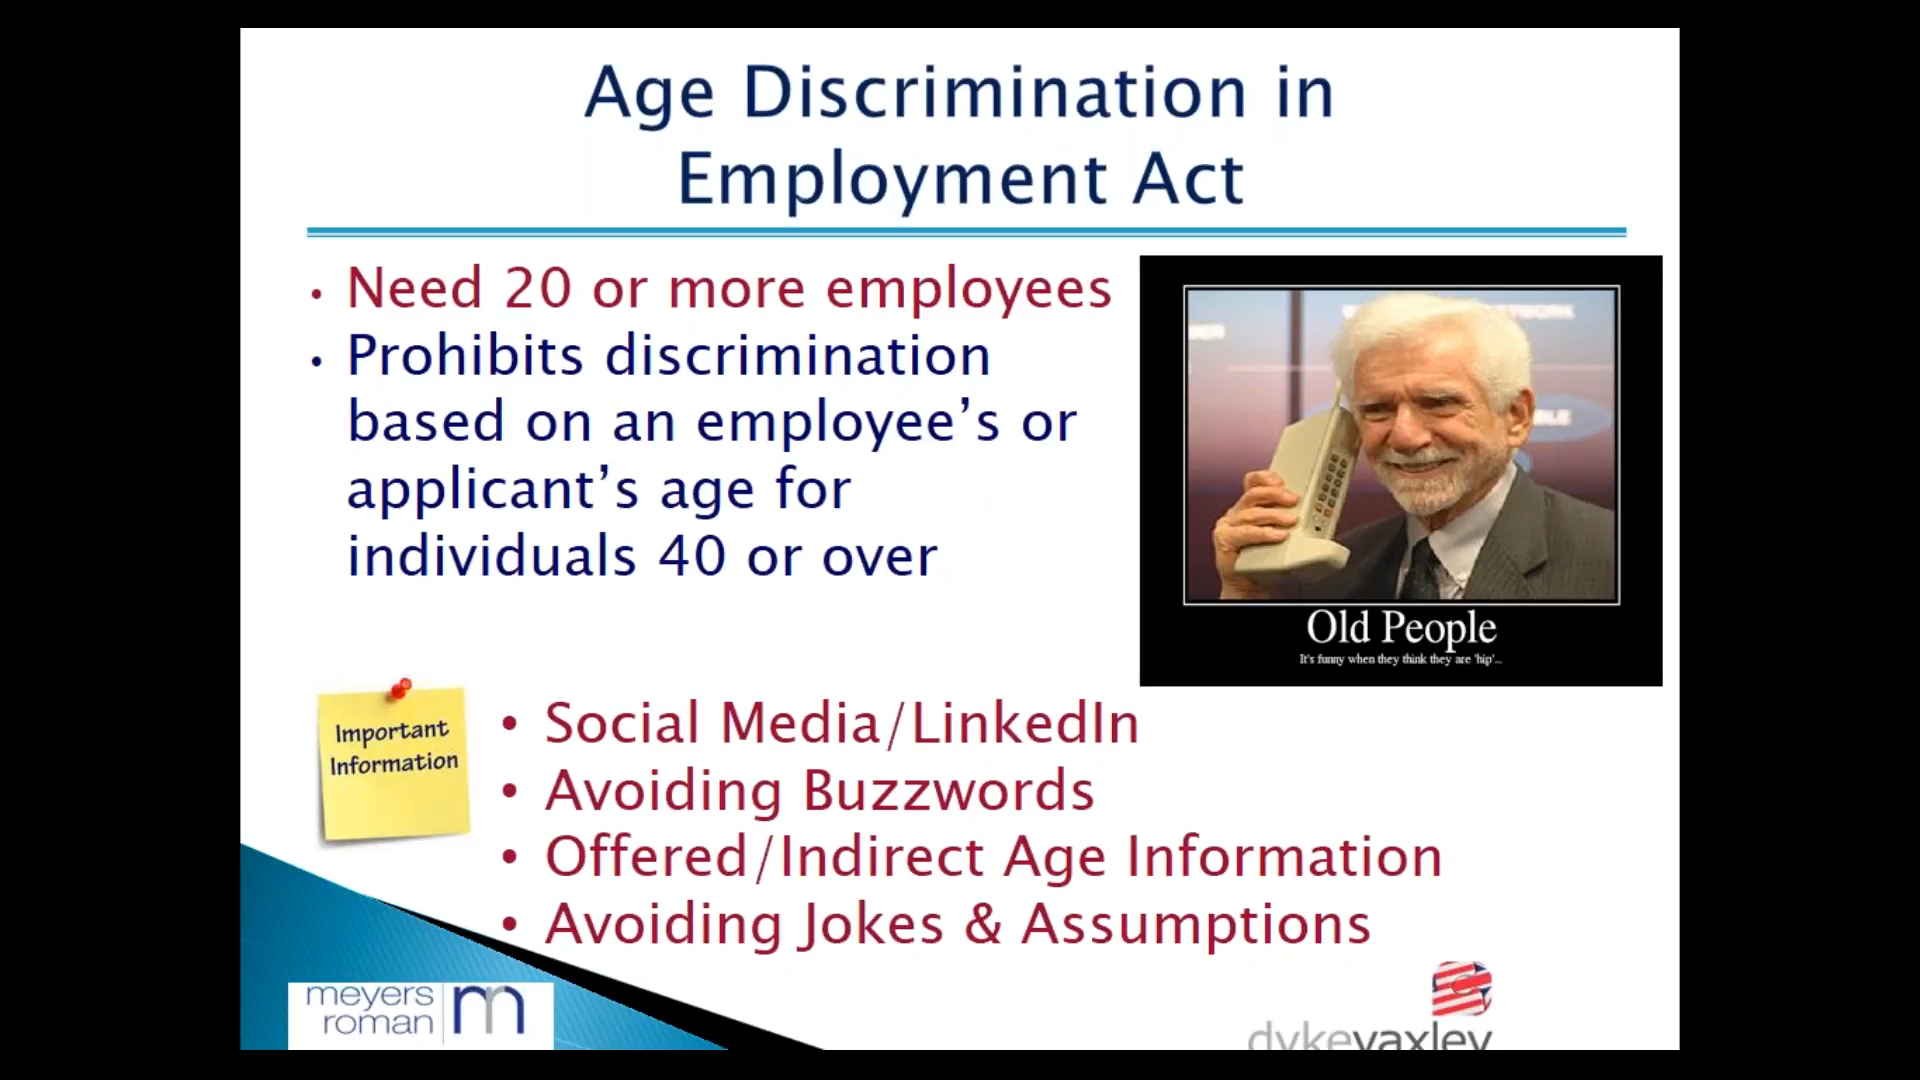 Age Discrimination in
Employment Act
• Need 20 or more employees
• Prohibits discrimination
based on an employee’s or
applicant’s age for
individuals 40 or over
Old People
It's funny when they think they are 'hip'...
Important
Information
• Social Media/LinkedIn
• Avoiding Buzzwords
• Offered/Indirect Age Information
• Avoiding Jokes & Assumptions
meyers
roman
m
dykeyaxley